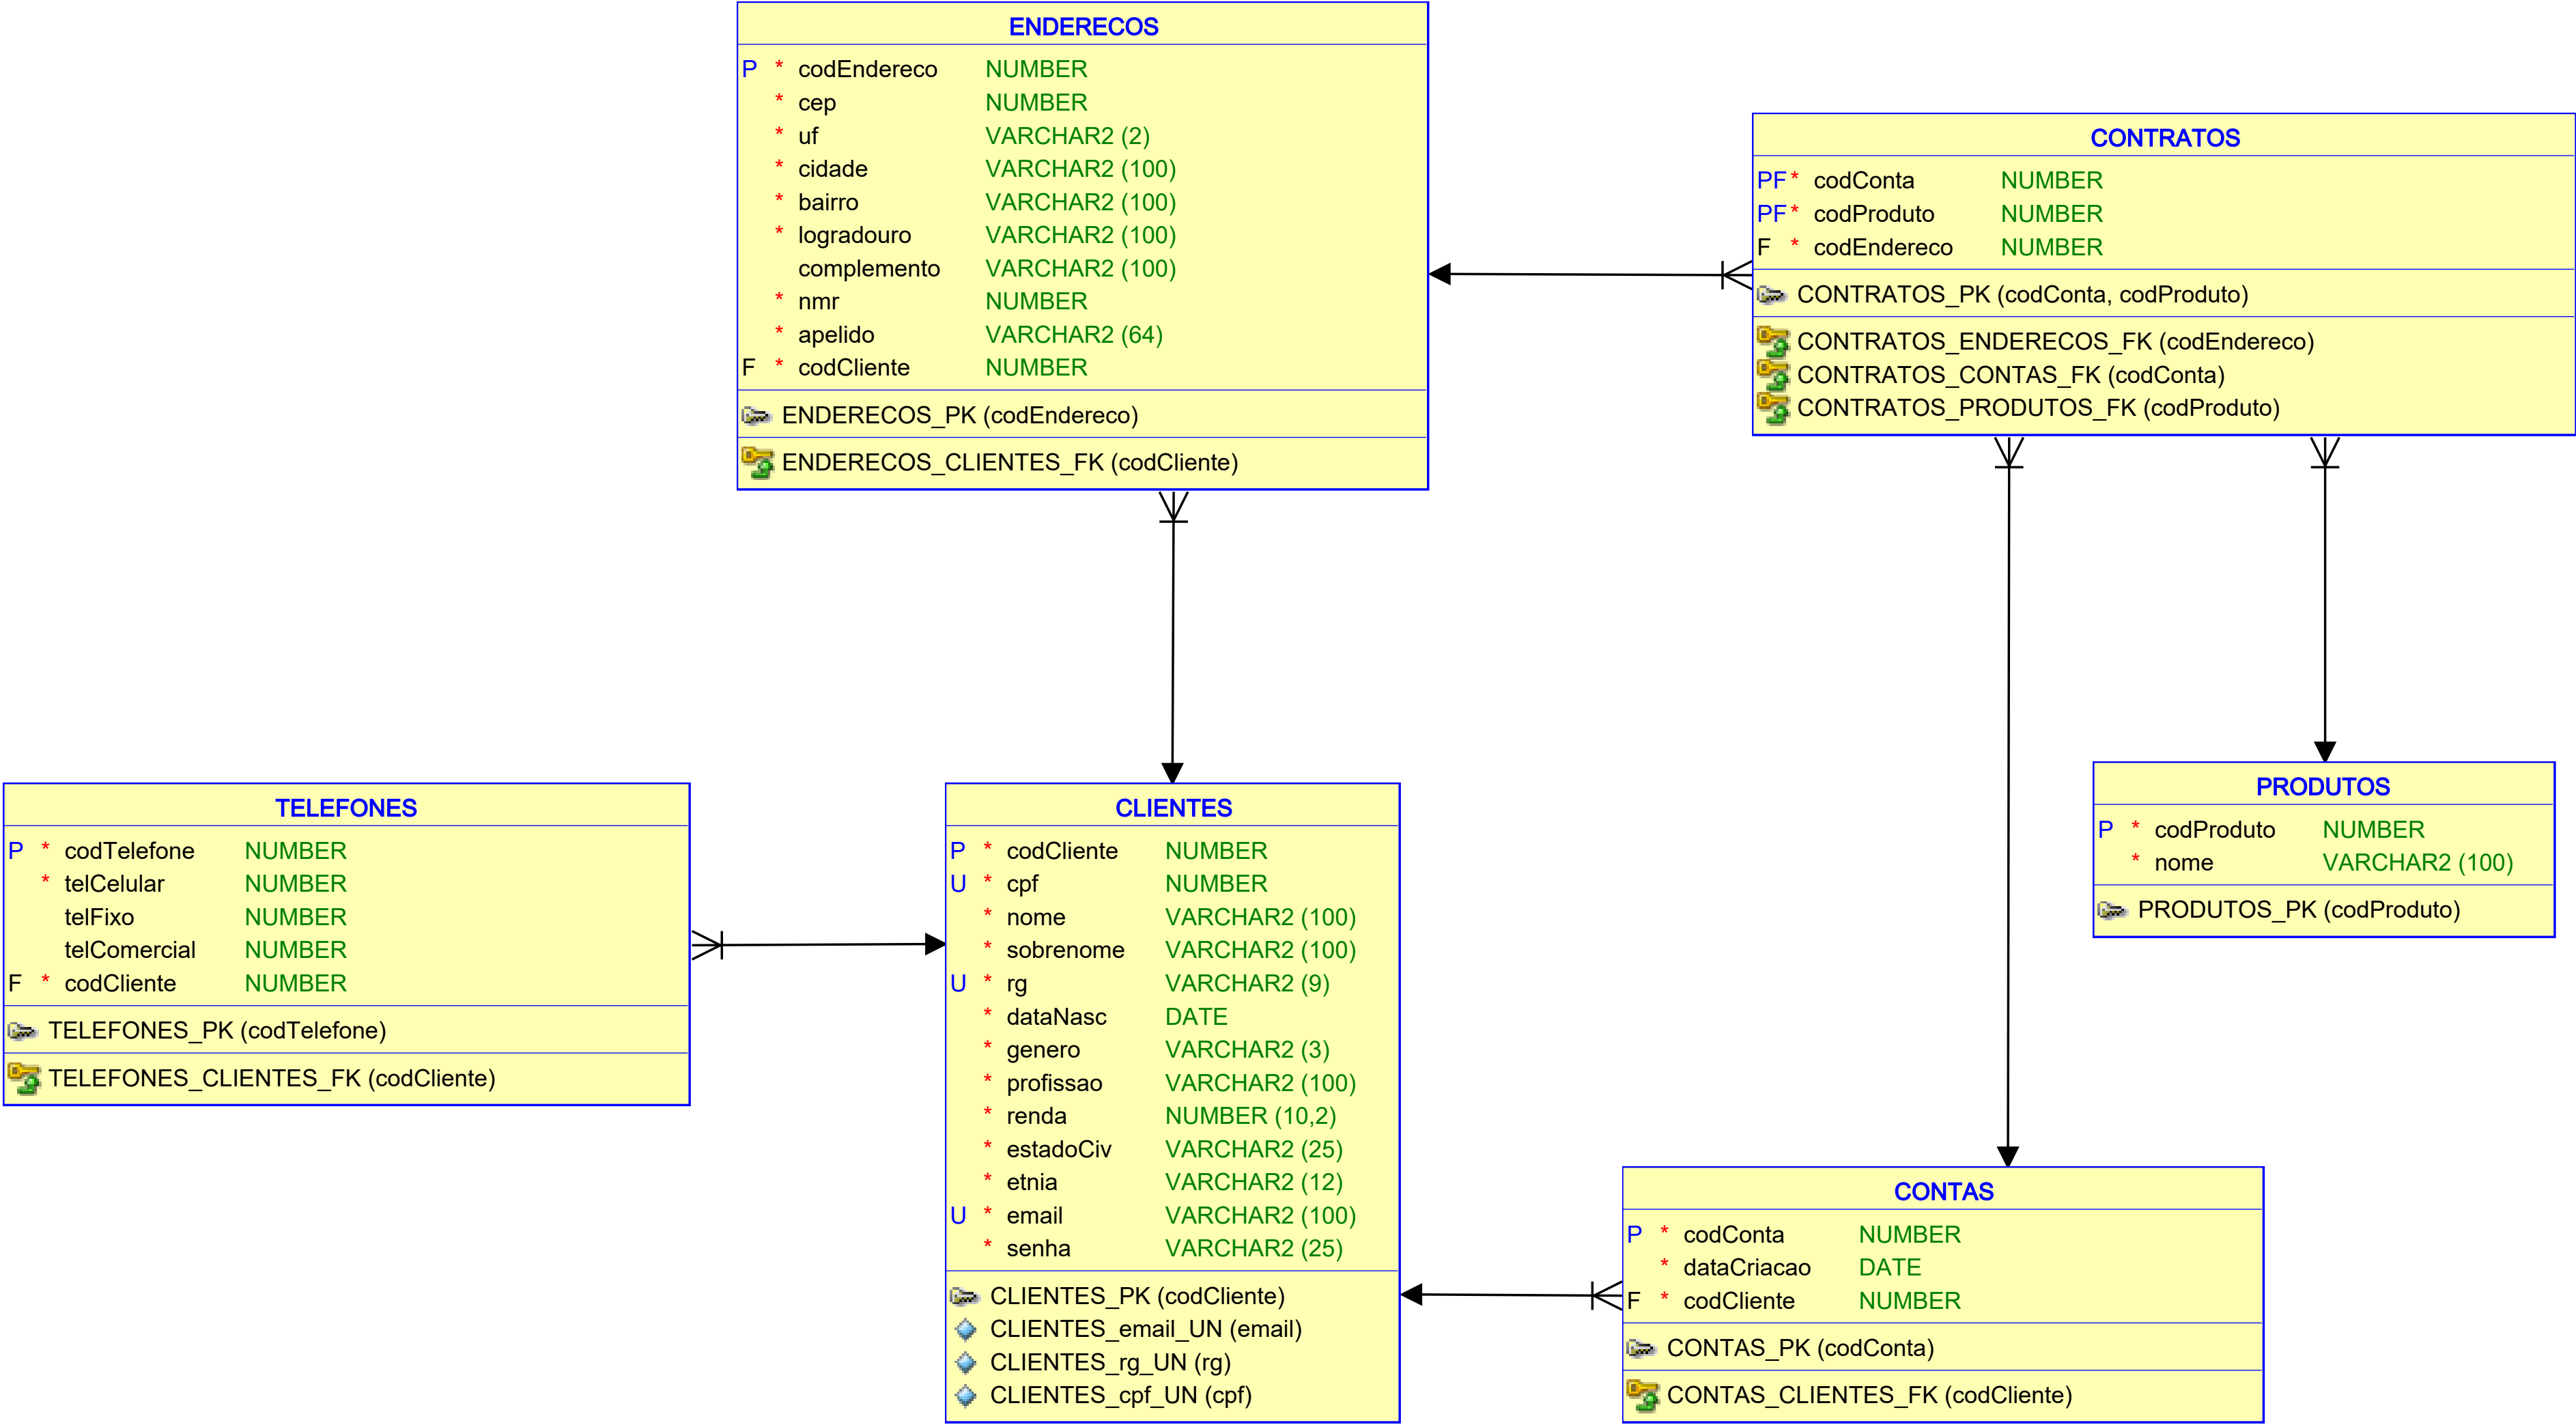 ENDERECOS
P * codEndereco NUMBER
* cep NUMBER
* uf VARCHAR2 (2)
* cidade VARCHAR2 (100)
* bairro VARCHAR2 (100)
* logradouro VARCHAR2 (100)
complemento VARCHAR2 (100)
* nmr NUMBER
* apelido VARCHAR2 (64)
F * codCliente NUMBER
ENDERECOS_PK (codEndereco)
ENDERECOS_CLIENTES_FK (codCliente)
CONTRATOS
PF * codConta NUMBER
PF * codProduto NUMBER
F * codEndereco NUMBER
CONTRATOS_PK (codConta, codProduto)
CONTRATOS_ENDERECOS_FK (codEndereco)
CONTRATOS_CONTAS_FK (codConta)
CONTRATOS_PRODUTOS_FK (codProduto)
TELEFONES
P * codTelefone NUMBER
* telCelular NUMBER
telFixo NUMBER
telComercial NUMBER
F * codCliente NUMBER
TELEFONES_PK (codTelefone)
TELEFONES_CLIENTES_FK (codCliente)
CLIENTES
P * codCliente NUMBER
U * cpf NUMBER
* nome VARCHAR2 (100)
* sobrenome VARCHAR2 (100)
U * rg VARCHAR2 (9)
* dataNasc DATE
* genero VARCHAR2 (3)
* profissao VARCHAR2 (100)
* renda NUMBER (10,2)
* estadoCiv VARCHAR2 (25)
* etnia VARCHAR2 (12)
U * email VARCHAR2 (100)
* senha VARCHAR2 (25)
CLIENTES_PK (codCliente)
CLIENTES_email_UN (email)
CLIENTES_rg_UN (rg)
CLIENTES_cpf_UN (cpf)
PRODUTOS
P * codProduto NUMBER
* nome VARCHAR2 (100)
PRODUTOS_PK (codProduto)
CONTAS
P * codConta NUMBER
* dataCriacao DATE
F * codCliente NUMBER
CONTAS_PK (codConta)
CONTAS_CLIENTES_FK (codCliente)